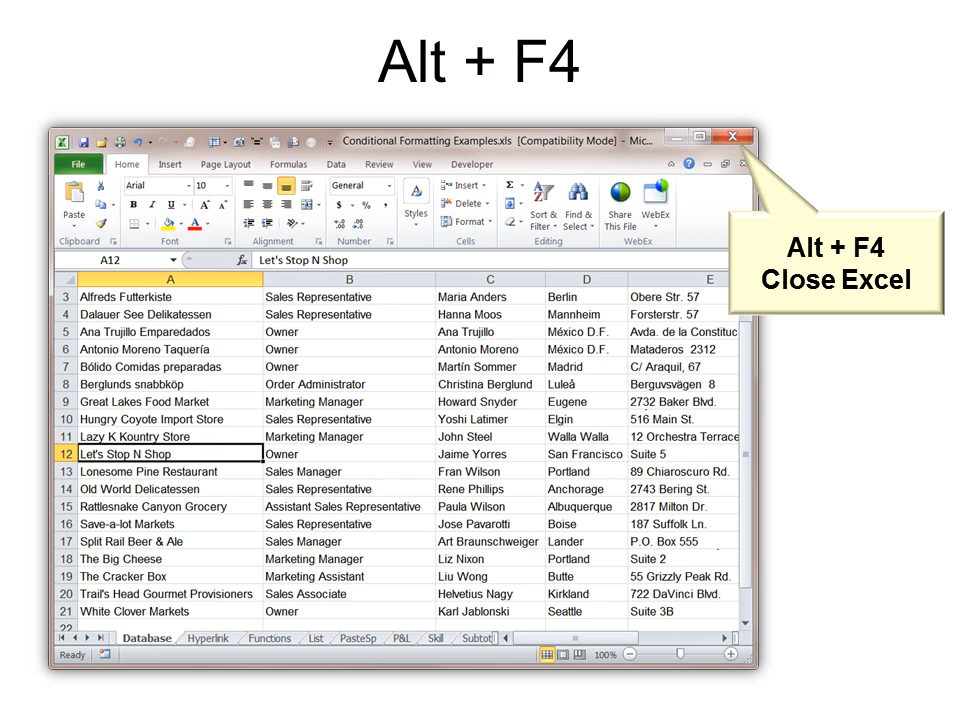 Alt + F4
Conditional Formatting Examples.xls [Compatibility Mode] - Mic...
File Home Insert Page Layout Formulas Data Review View Developer
Arial 10 General Insert Σ
B I U A A $ % , Delete
Paste Styles Format Sort & Filter Find & Select Share This File WebEx
Clipboard Font Alignment Number Cells Editing WebEx
Alt + F4
Close Excel
A12 fx Let's Stop N Shop
A B C D E
3 Alfreds Futterkiste Sales Representative Maria Anders Berlin Obere Str. 57
4 Dalauer See Delikatessen Sales Representative Hanna Moos Mannheim Forsterstr. 57
5 Ana Trujillo Emparedados Owner Ana Trujillo México D.F. Avda. de la Constituc
6 Antonio Moreno Taquería Owner Antonio Moreno México D.F. Mataderos 2312
7 Bólido Comidas preparadas Owner Martín Sommer Madrid C/ Araquil, 67
8 Berglunds snabbköp Order Administrator Christina Berglund Luleå Berguvsvägen 8
9 Great Lakes Food Market Marketing Manager Howard Snyder Eugene 2732 Baker Blvd.
10 Hungry Coyote Import Store Sales Representative Yoshi Latimer Elgin 516 Main St.
11 Lazy K Kountry Store Marketing Manager John Steel Walla Walla 12 Orchestra Terrace
12 Let's Stop N Shop Owner Jaime Yorres San Francisco Suite 5
13 Lonesome Pine Restaurant Sales Manager Fran Wilson Portland 89 Chiaroscuro Rd.
14 Old World Delicatessen Sales Representative Rene Phillips Anchorage 2743 Bering St.
15 Rattlesnake Canyon Grocery Assistant Sales Representative Paula Wilson Albuquerque 2817 Milton Dr.
16 Save-a-lot Markets Sales Representative Jose Pavarotti Boise 187 Suffolk Ln.
17 Split Rail Beer & Ale Sales Manager Art Braunschweiger Lander P.O. Box 555
18 The Big Cheese Marketing Manager Liz Nixon Portland Suite 2
19 The Cracker Box Marketing Assistant Liu Wong Butte 55 Grizzly Peak Rd.
20 Trail's Head Gourmet Provisioners Sales Associate Helvetius Nagy Kirkland 722 DaVinci Blvd.
21 White Clover Markets Owner Karl Jablonski Seattle Suite 3B
22
Database Hyperlink Functions List PasteSp P&L Skil Subtot
Ready 100%